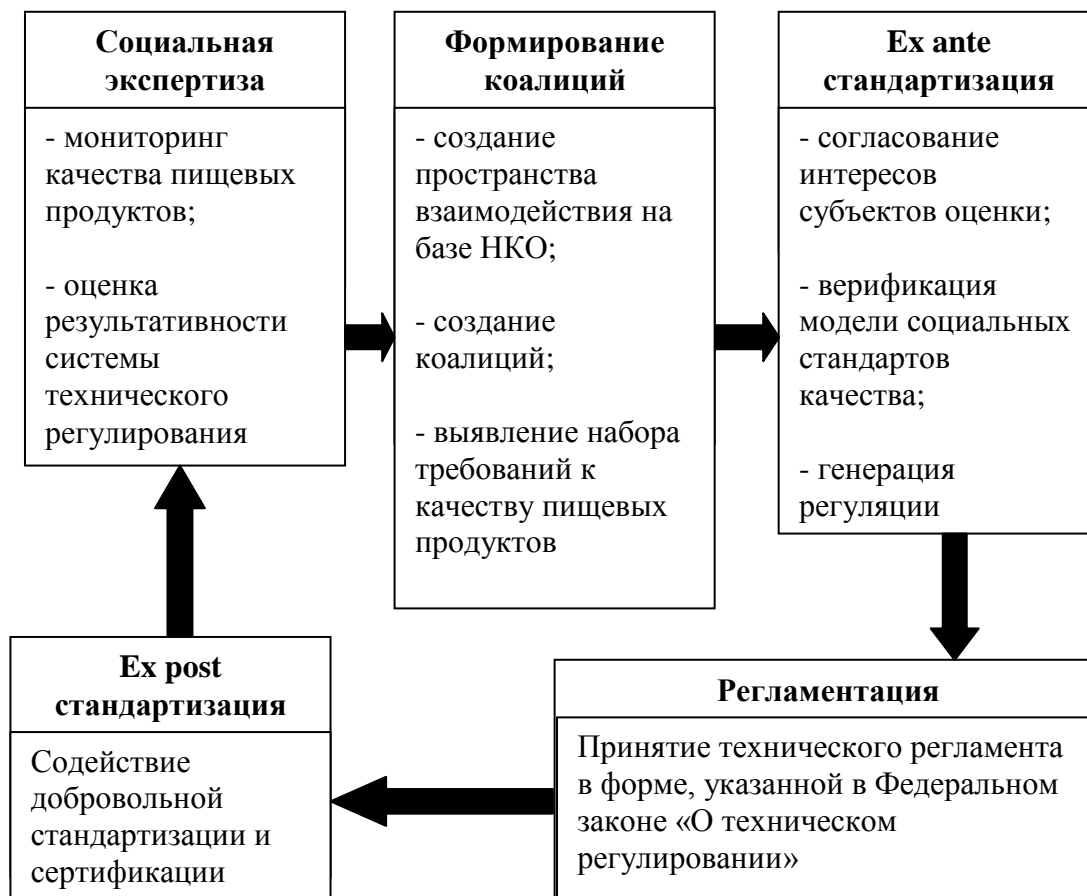 Социальная
экспертиза
- мониторинг
качества пищевых
продуктов;
- оценка
результативности
системы
технического
регулирования
Формирование
коалиций
- создание
пространства
взаимодействия на
базе НКО;
- создание
коалиций;
- выявление набора
требований к
качеству пищевых
продуктов
Ex ante
стандартизация
- согласование
интересов
субъектов оценки;
- верификация
модели социальных
стандартов
качества;
- генерация
регуляции
Регламентация
Принятие технического регламента
в форме, указанной в Федеральном
законе «О техническом
регулировании»
Ex post
стандартизация
Содействие
добровольной
стандартизации и
сертификации